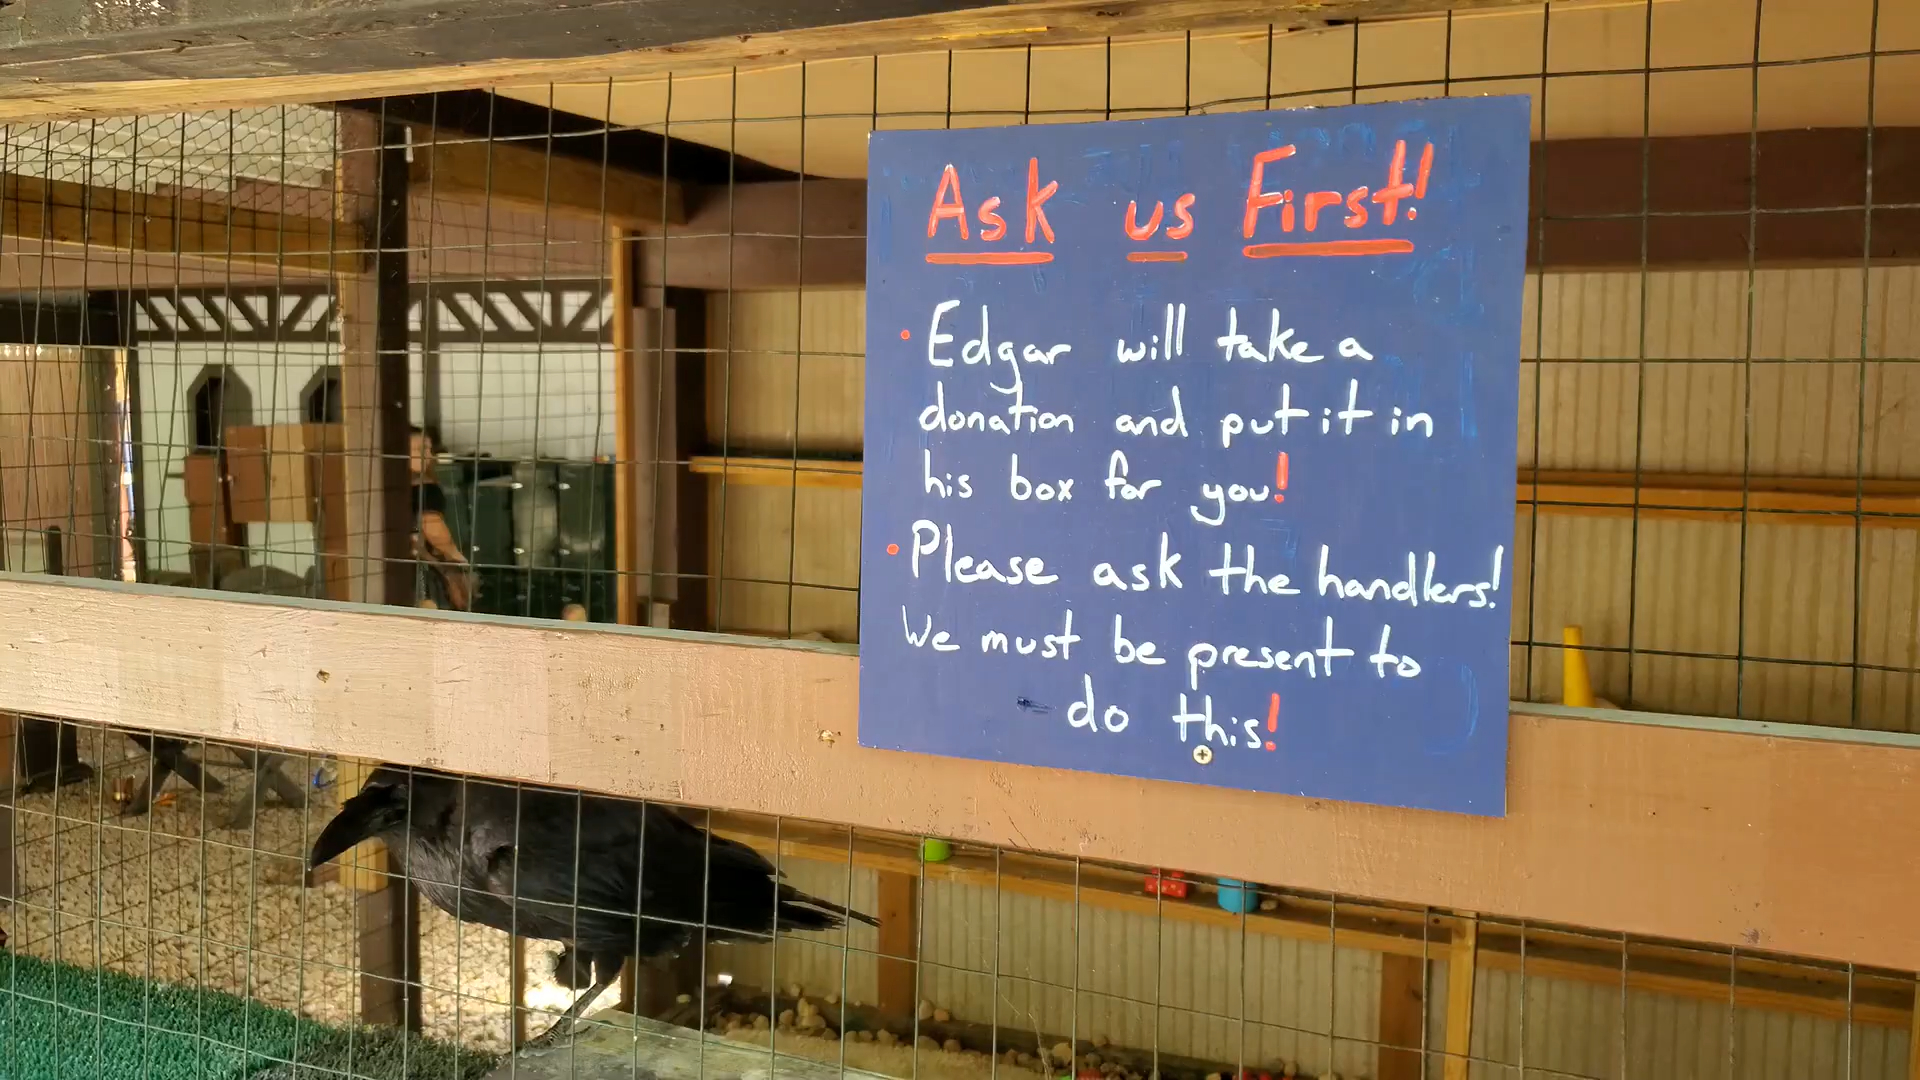 Ask us First!
• Edgar will take a
donation and put it in
his box for you!
• Please ask the handlers!
We must be present to
do this!